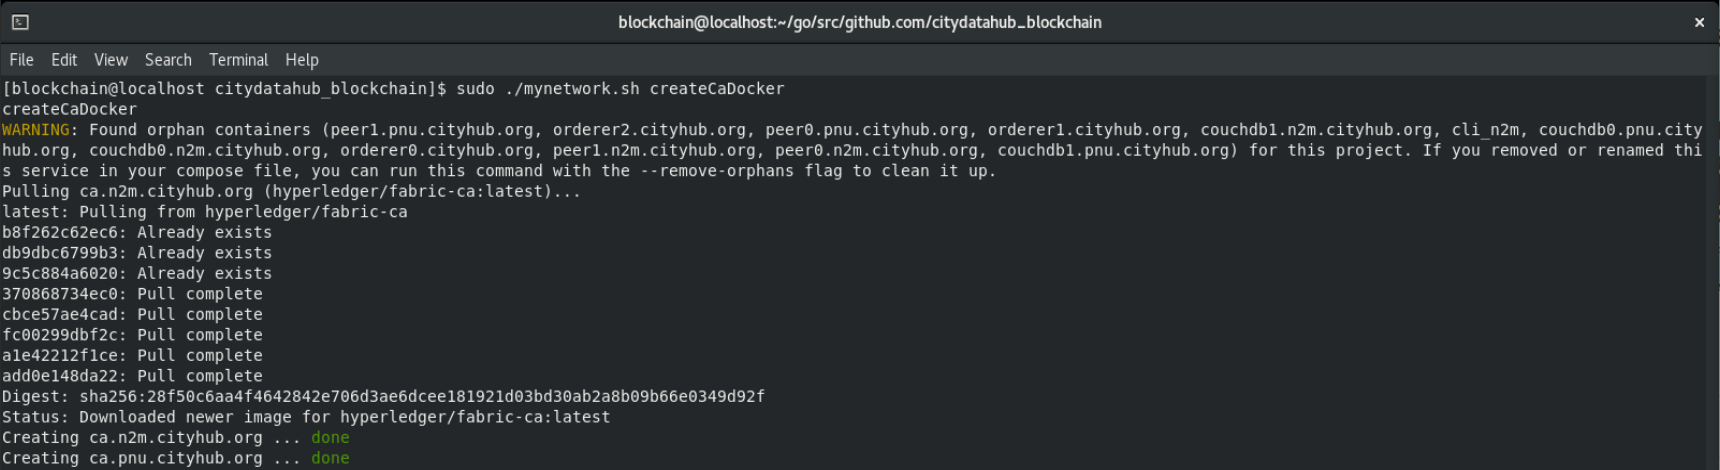 blockchain@localhost:~/go/src/github.com/citydatahub_blockchain ×
File Edit View Search Terminal Help
[blockchain@localhost citydatahub_blockchain]$ sudo ./mynetwork.sh createCaDocker
createCaDocker
WARNING: Found orphan containers (peer1.pnu.cityhub.org, orderer2.cityhub.org, peer0.pnu.cityhub.org, orderer1.cityhub.org, couchdb1.n2m.cityhub.org, cli_n2m, couchdb0.pnu.city
hub.org, couchdb0.n2m.cityhub.org, orderer0.cityhub.org, peer1.n2m.cityhub.org, peer0.n2m.cityhub.org, couchdb1.pnu.cityhub.org) for this project. If you removed or renamed thi
s service in your compose file, you can run this command with the --remove-orphans flag to clean it up.
Pulling ca.n2m.cityhub.org (hyperledger/fabric-ca:latest)...
latest: Pulling from hyperledger/fabric-ca
b8f262c62ec6: Already exists
db9dbc6799b3: Already exists
9c5c884a6020: Already exists
370868734ec0: Pull complete
cbce57ae4cad: Pull complete
fc00299dbf2c: Pull complete
a1e42212f1ce: Pull complete
add0e148da22: Pull complete
Digest: sha256:28f50c6aa4f4642842e706d3ae6dcee181921d03bd30ab2a8b09b66e0349d92f
Status: Downloaded newer image for hyperledger/fabric-ca:latest
Creating ca.n2m.cityhub.org ... done
Creating ca.pnu.cityhub.org ... done